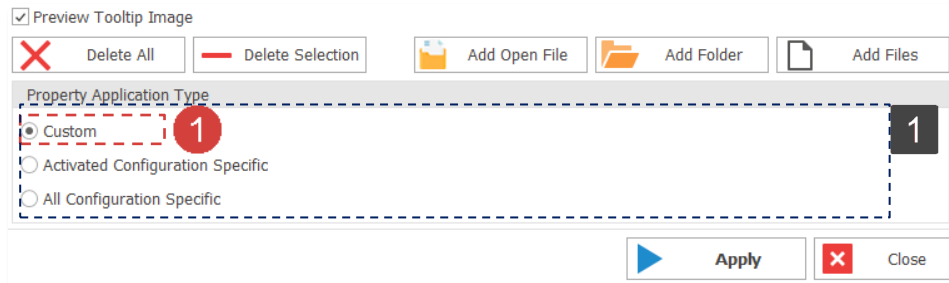 Preview Tooltip Image
Delete All Delete Selection Add Open File Add Folder Add Files
Property Application Type
Custom 1 1
Activated Configuration Specific
All Configuration Specific
Apply Close